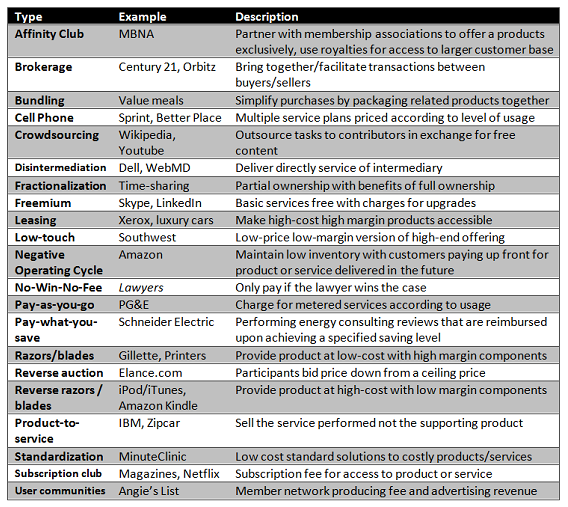 Type Example Description
Affinity Club MBNA Partner with membership associations to offer a products
exclusively, use royalties for access to larger customer base
Brokerage Century 21, Orbitz Bring together/facilitate transactions between
buyers/sellers
Bundling Value meals Simplify purchases by packaging related products together
Cell Phone Sprint, Better Place Multiple service plans priced according to level of usage
Crowdsourcing Wikipedia, Outsource tasks to contributors in exchange for free
Youtube content
Disintermediation Dell, WebMD Deliver directly service of intermediary
Fractionalization Time-sharing Partial ownership with benefits of full ownership
Freemium Skype, LinkedIn Basic services free with charges for upgrades
Leasing Xerox, luxury cars Make high-cost high margin products accessible
Low-touch Southwest Low-price low-margin version of high-end offering
Negative Amazon Maintain low inventory with customers paying up front for
Operating Cycle product or service delivered in the future
No-Win-No-Fee Lawyers Only pay if the lawyer wins the case
Pay-as-you-go PG&E Charge for metered services according to usage
Pay-what-you- Schneider Electric Performing energy consulting reviews that are reimbursed
save upon achieving a specified saving level
Razors/blades Gillette, Printers Provide product at low-cost with high margin components
Reverse auction Elance.com Participants bid price down from a ceiling price
Reverse razors / iPod/iTunes, Provide product at high-cost with low margin components
blades Amazon Kindle
Product-to- IBM, Zipcar Sell the service performed not the supporting product
service
Standardization MinuteClinic Low cost standard solutions to costly products/services
Subscription club Magazines, Netflix Subscription fee for access to product or service
User communities Angie's List Member network producing fee and advertising revenue